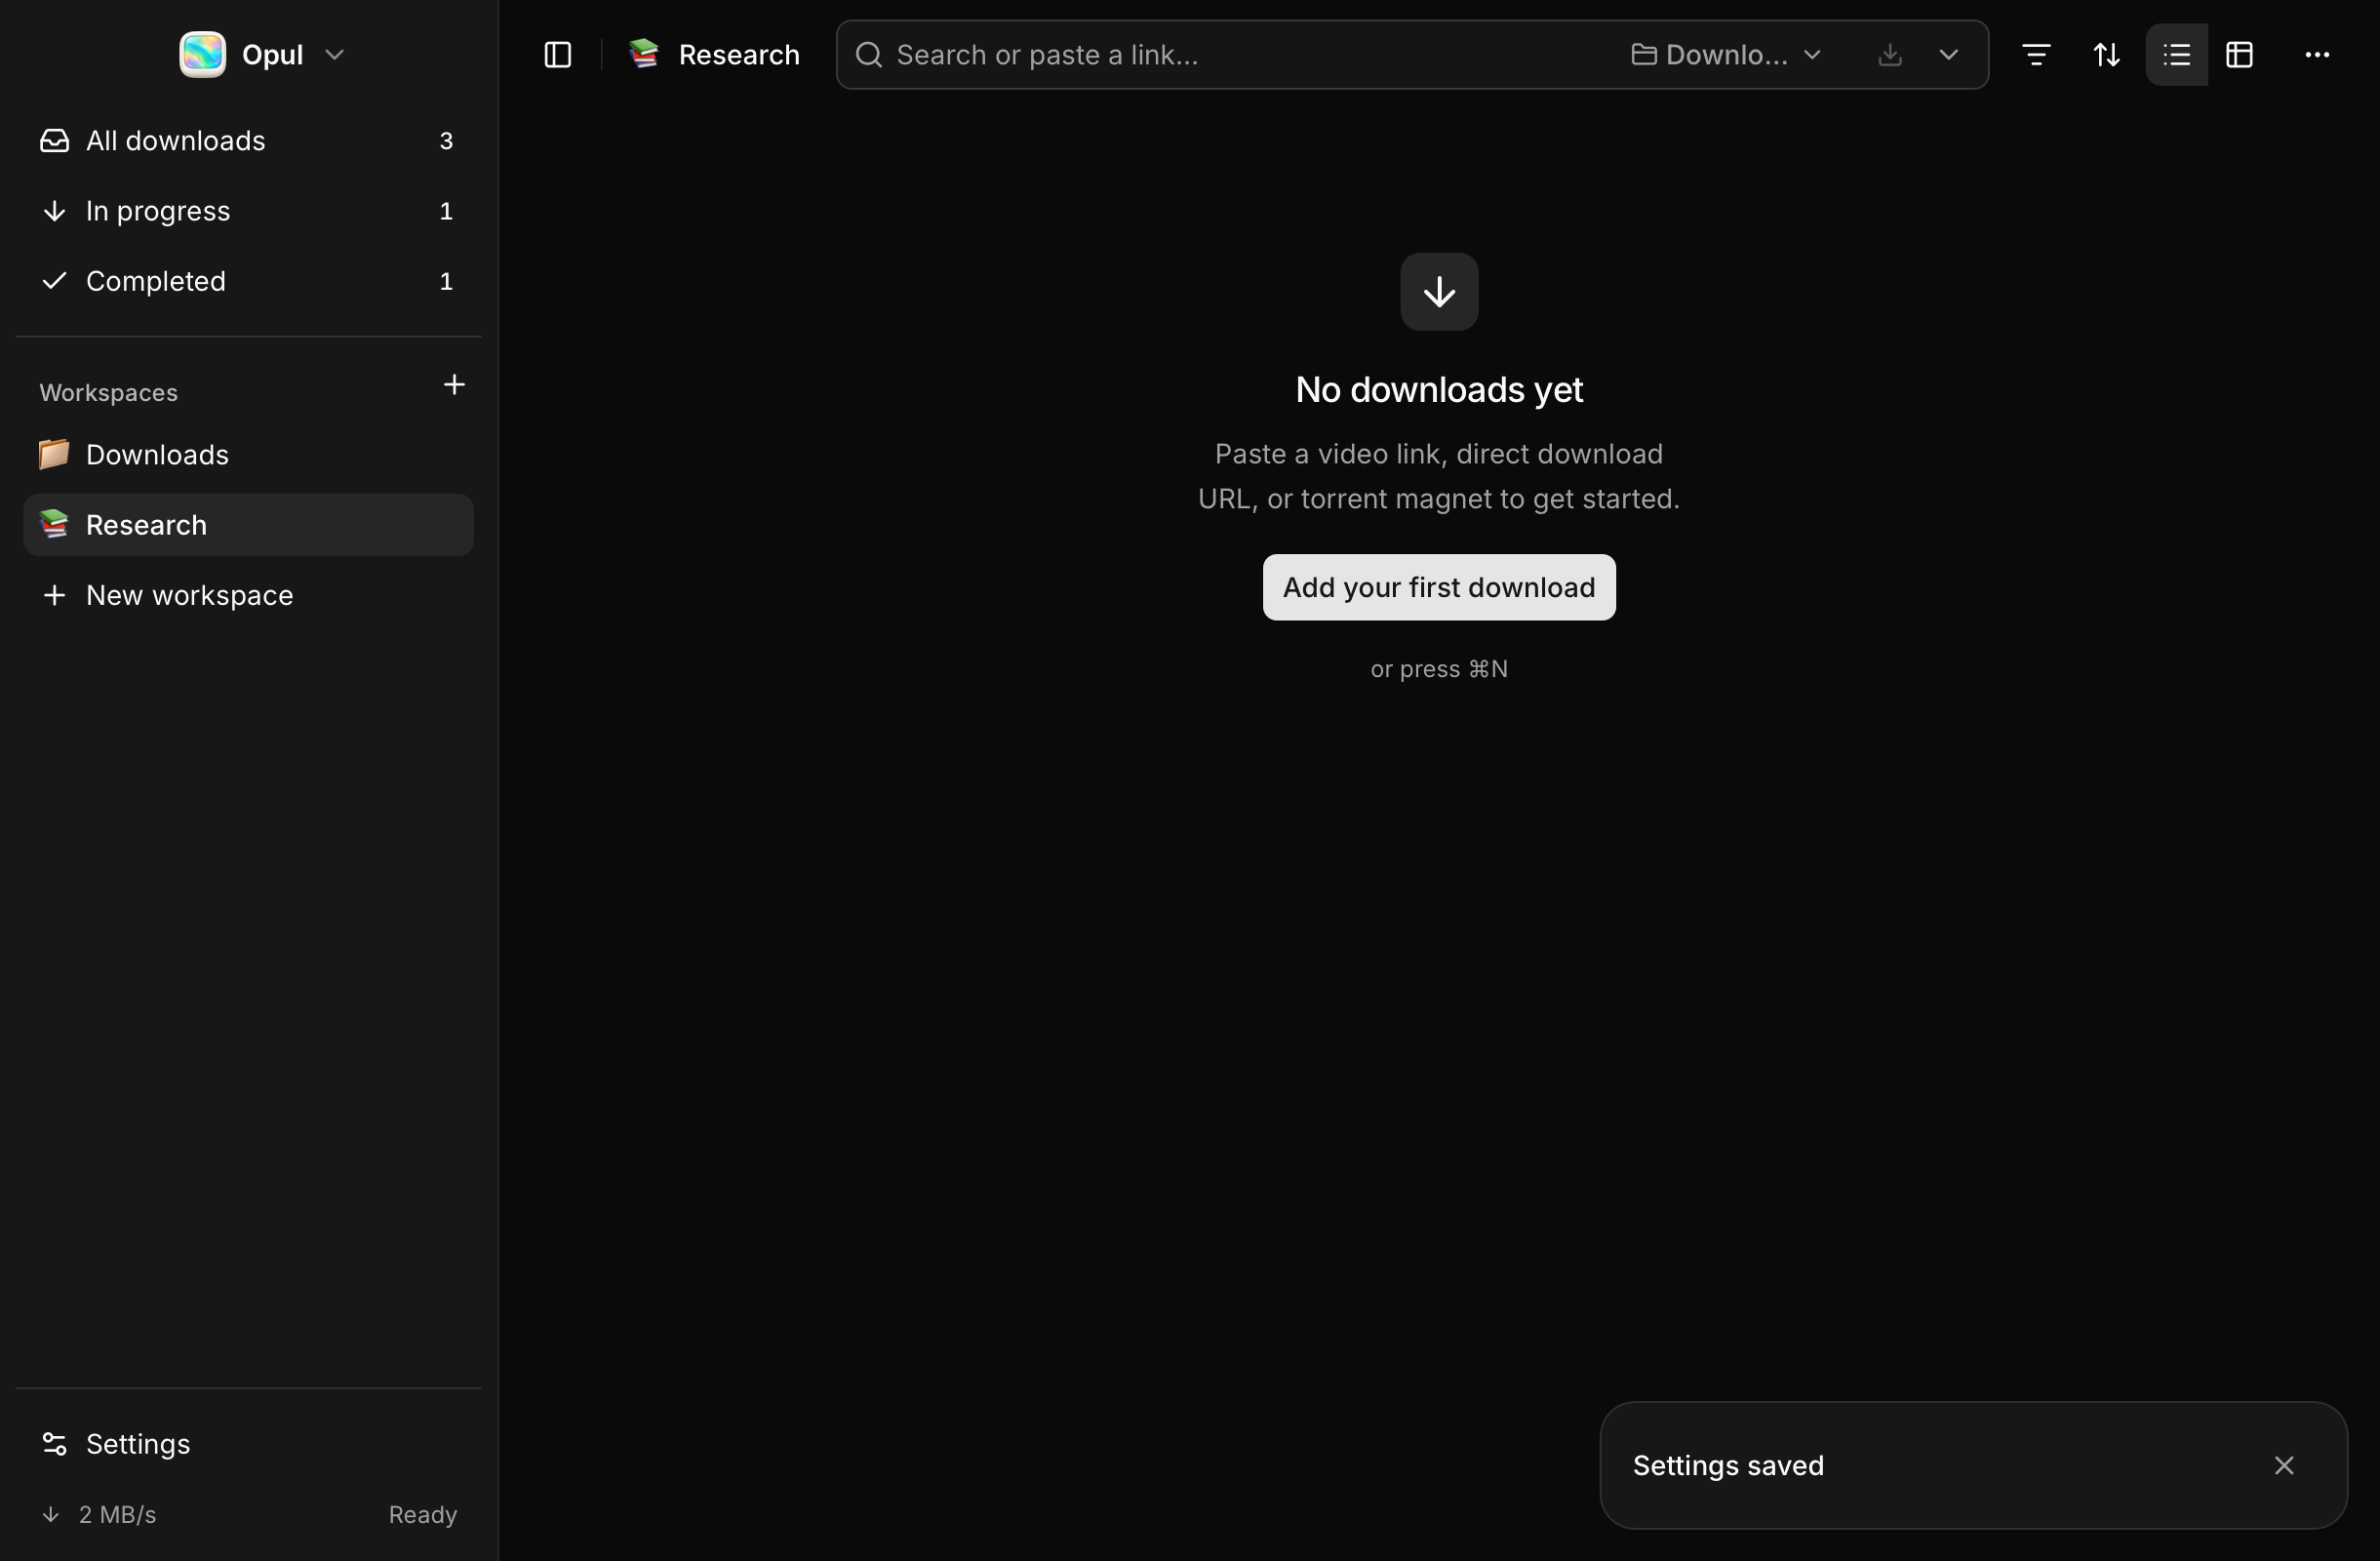 Opul
All downloads 3
In progress 1
Completed 1
Workspaces
Downloads
Research
New workspace
Settings
2 MB/s Ready
Research
Search or paste a link...
Downlo...
No downloads yet
Paste a video link, direct download
URL, or torrent magnet to get started.
Add your first download
or press ⌘N
Settings saved